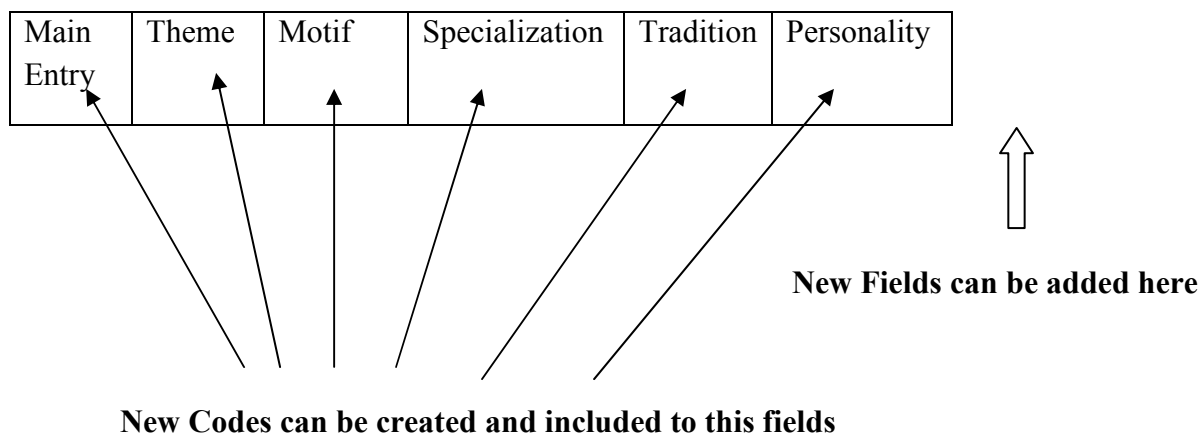 Main Entry
Theme
Motif
Specialization
Tradition
Personality
New Fields can be added here
New Codes can be created and included to this fields